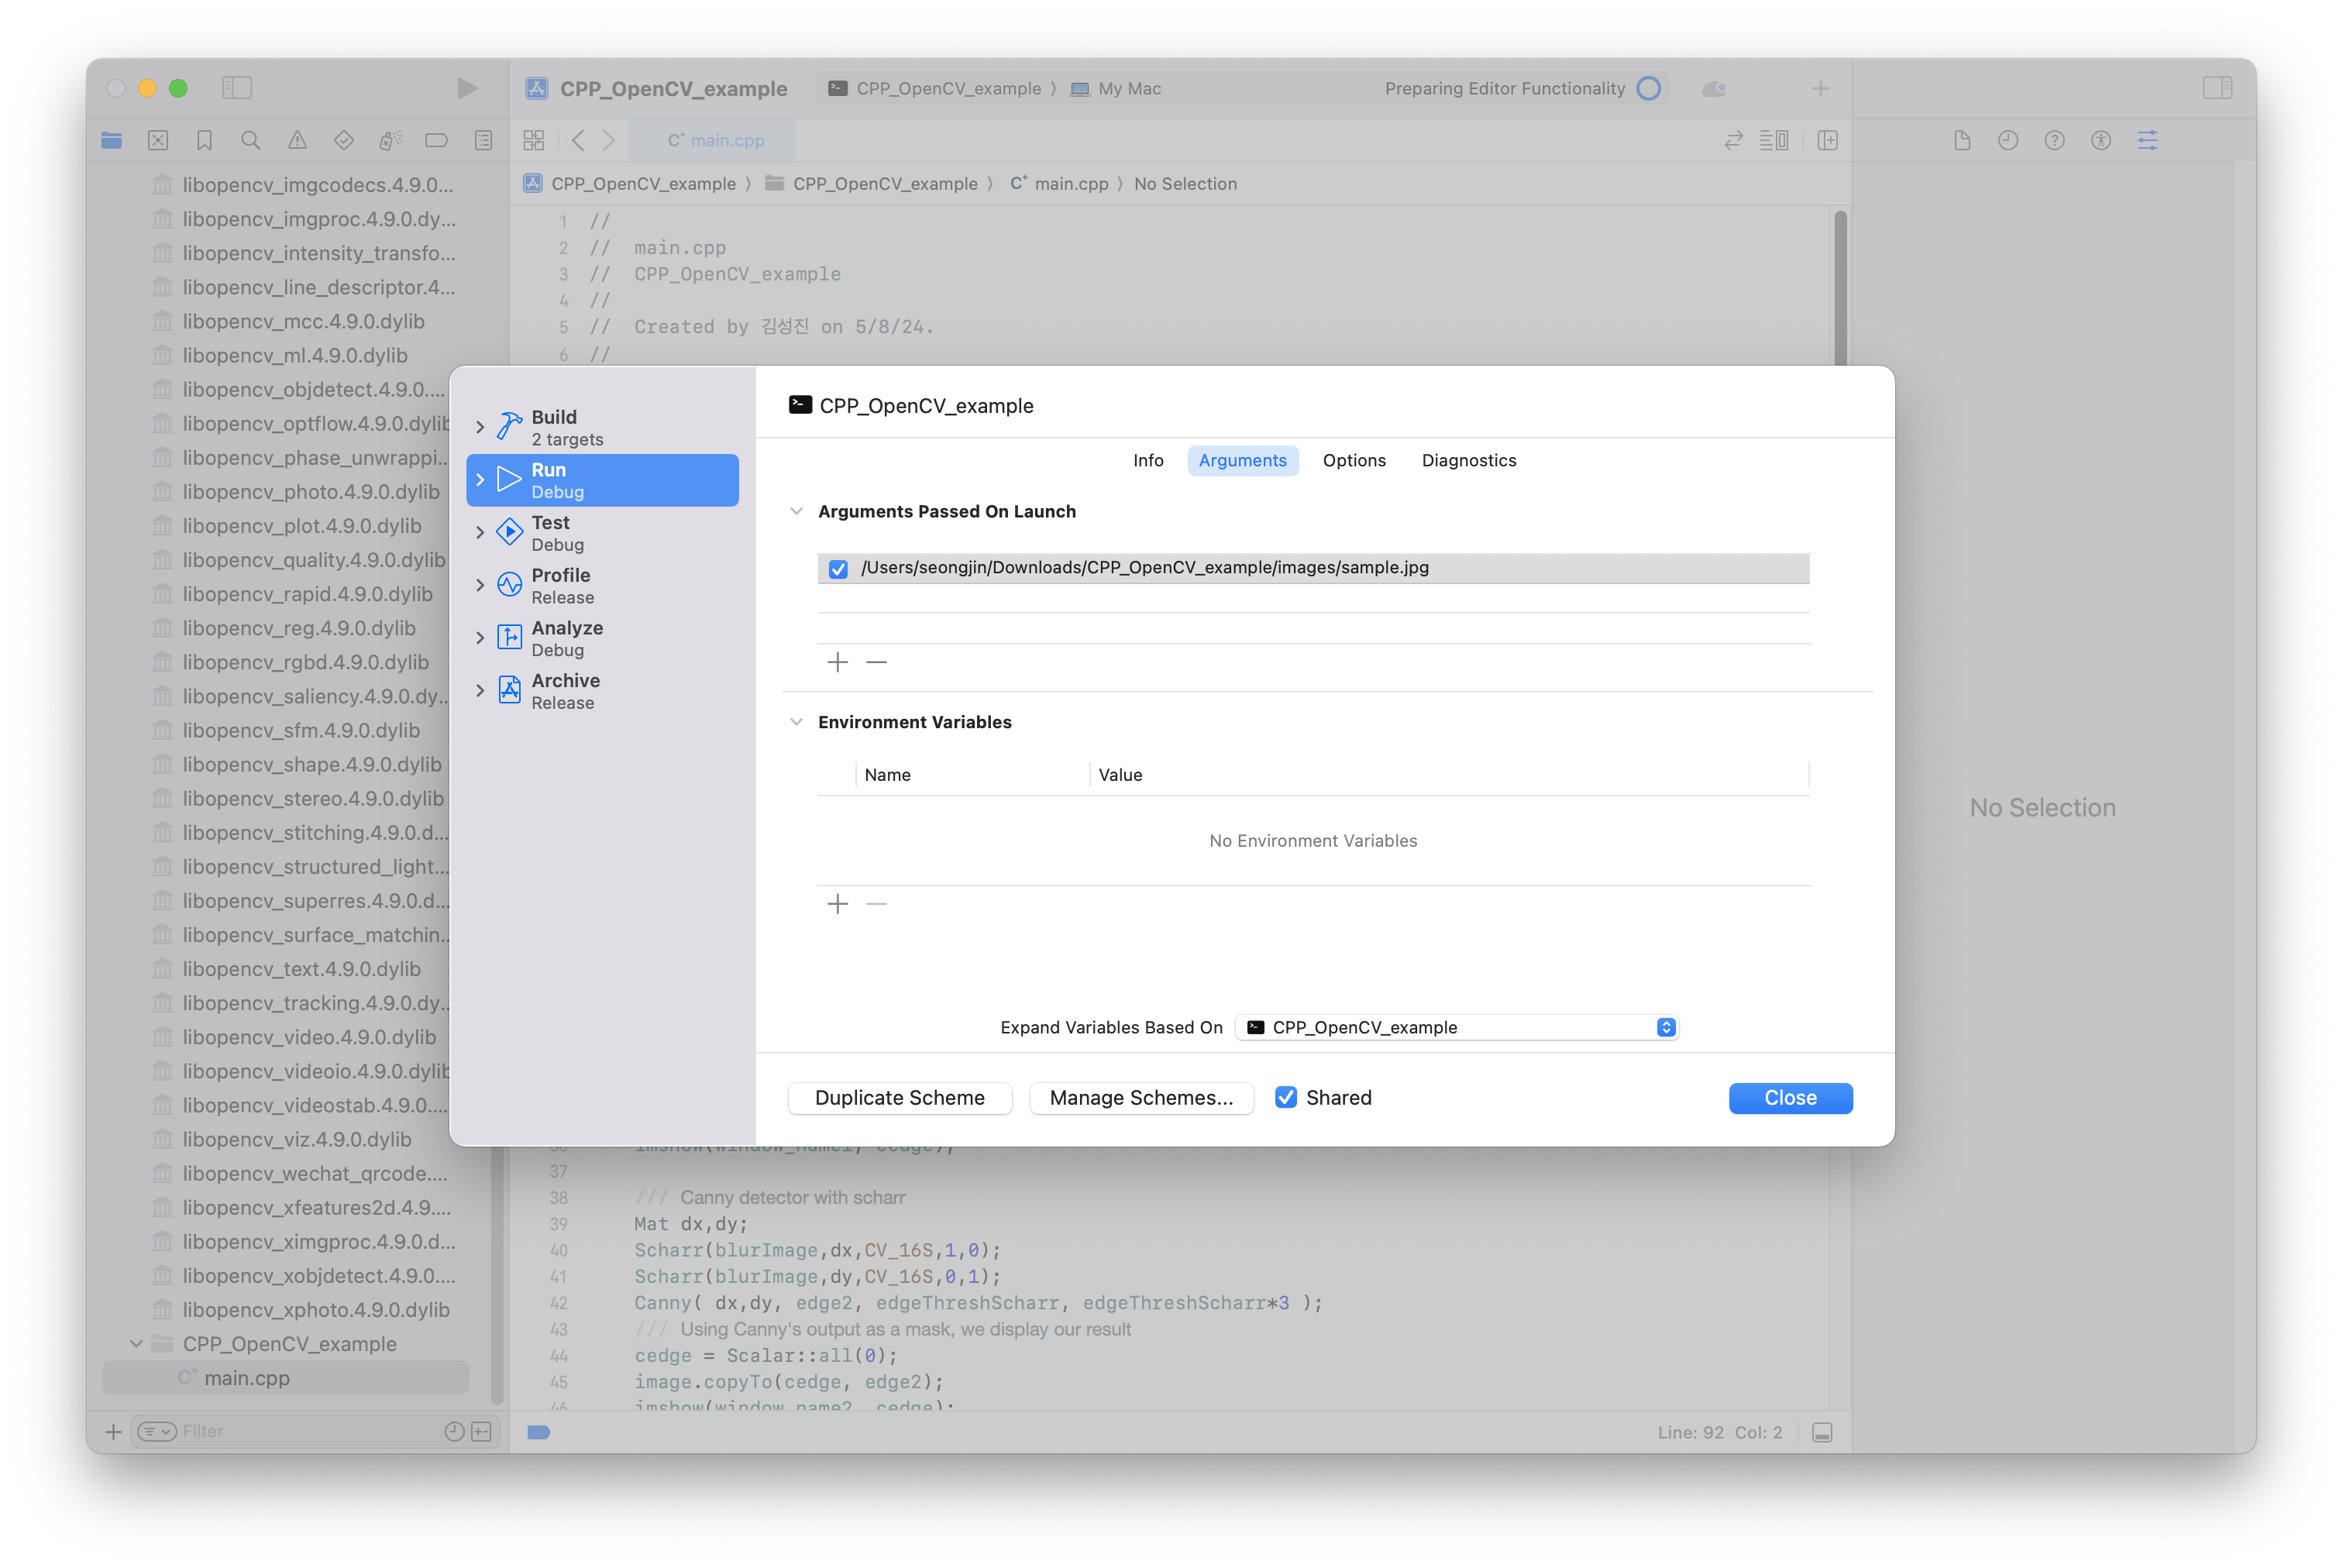 CPP_OpenCV_example
CPP_OpenCV_example 〉 My Mac
Preparing Editor Functionality
main.cpp
CPP_OpenCV_example 〉 CPP_OpenCV_example 〉 main.cpp 〉 No Selection
libopencv_imgcodecs.4.9.0...
libopencv_imgproc.4.9.0.dy...
libopencv_intensity_transfo...
libopencv_line_descriptor.4...
libopencv_mcc.4.9.0.dylib
libopencv_ml.4.9.0.dylib
libopencv_objdetect.4.9.0....
libopencv_optflow.4.9.0.dylib
libopencv_phase_unwrappi...
libopencv_photo.4.9.0.dylib
libopencv_plot.4.9.0.dylib
libopencv_quality.4.9.0.dylib
libopencv_rapid.4.9.0.dylib
libopencv_reg.4.9.0.dylib
libopencv_rgbd.4.9.0.dylib
libopencv_saliency.4.9.0.dy...
libopencv_sfm.4.9.0.dylib
libopencv_shape.4.9.0.dylib
libopencv_stereo.4.9.0.dylib
libopencv_stitching.4.9.0.d...
libopencv_structured_light...
libopencv_superres.4.9.0.d...
libopencv_surface_matchin...
libopencv_text.4.9.0.dylib
libopencv_tracking.4.9.0.dy...
libopencv_video.4.9.0.dylib
libopencv_videoio.4.9.0.dylib
libopencv_videostab.4.9.0....
libopencv_viz.4.9.0.dylib
libopencv_wechat_qrcode....
libopencv_xfeatures2d.4.9....
libopencv_ximgproc.4.9.0.d...
libopencv_xobjdetect.4.9.0....
libopencv_xphoto.4.9.0.dylib
CPP_OpenCV_example
main.cpp
Filter
1 //
2 // main.cpp
3 // CPP_OpenCV_example
4 //
5 // Created by 김성진 on 5/8/24.
6 //
Build
2 targets
Run
Debug
Test
Debug
Profile
Release
Analyze
Debug
Archive
Release
CPP_OpenCV_example
Info Arguments Options Diagnostics
Arguments Passed On Launch
/Users/seongjin/Downloads/CPP_OpenCV_example/images/sample.jpg
Environment Variables
Name Value
No Environment Variables
Expand Variables Based On CPP_OpenCV_example
Duplicate Scheme Manage Schemes... Shared Close
36 imshow(window_name1, cedge);
37
38 /// Canny detector with scharr
39 Mat dx,dy;
40 Scharr(blurImage,dx,CV_16S,1,0);
41 Scharr(blurImage,dy,CV_16S,0,1);
42 Canny( dx,dy, edge2, edgeThreshScharr, edgeThreshScharr*3 );
43 /// Using Canny's output as a mask, we display our result
44 cedge = Scalar::all(0);
45 image.copyTo(cedge, edge2);
46 imshow(window_name2, cedge);
Line: 92 Col: 2
No Selection